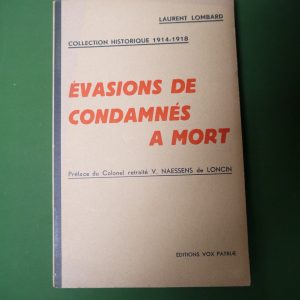 LAURENT LOMBARD
COLLECTION HISTORIQUE 1914-1918
ÉVASIONS DE
CONDAMNÉS
A MORT
Préface du Colonel retraité V. NAESSENS de LONCIN
ÉDITIONS VOX PATRIÆ